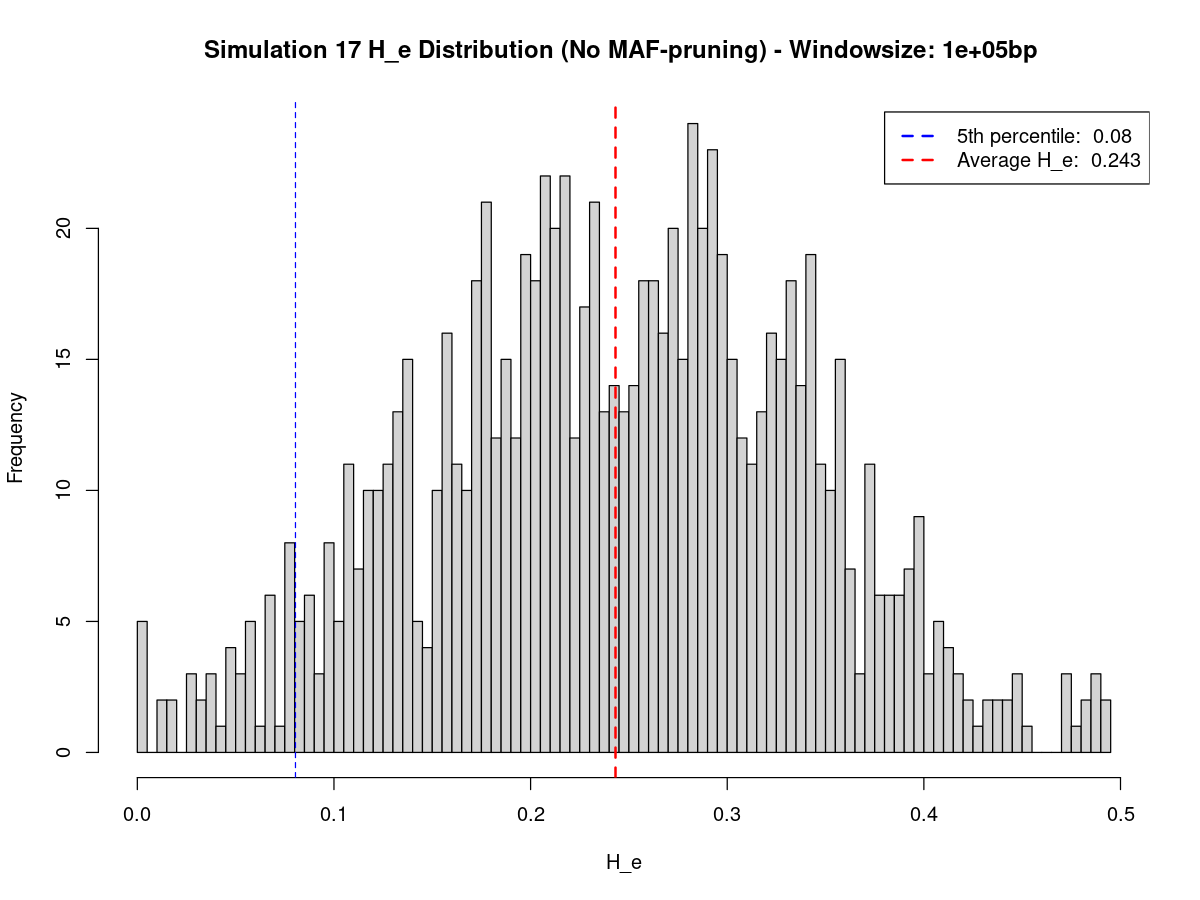 Simulation 17 H_e Distribution (No MAF-pruning) - Windowsize: 1e+05bp
5th percentile: 0.08
Average H_e: 0.243
Frequency
20
15
10
5
0
0.0 0.1 0.2 0.3 0.4 0.5
H_e